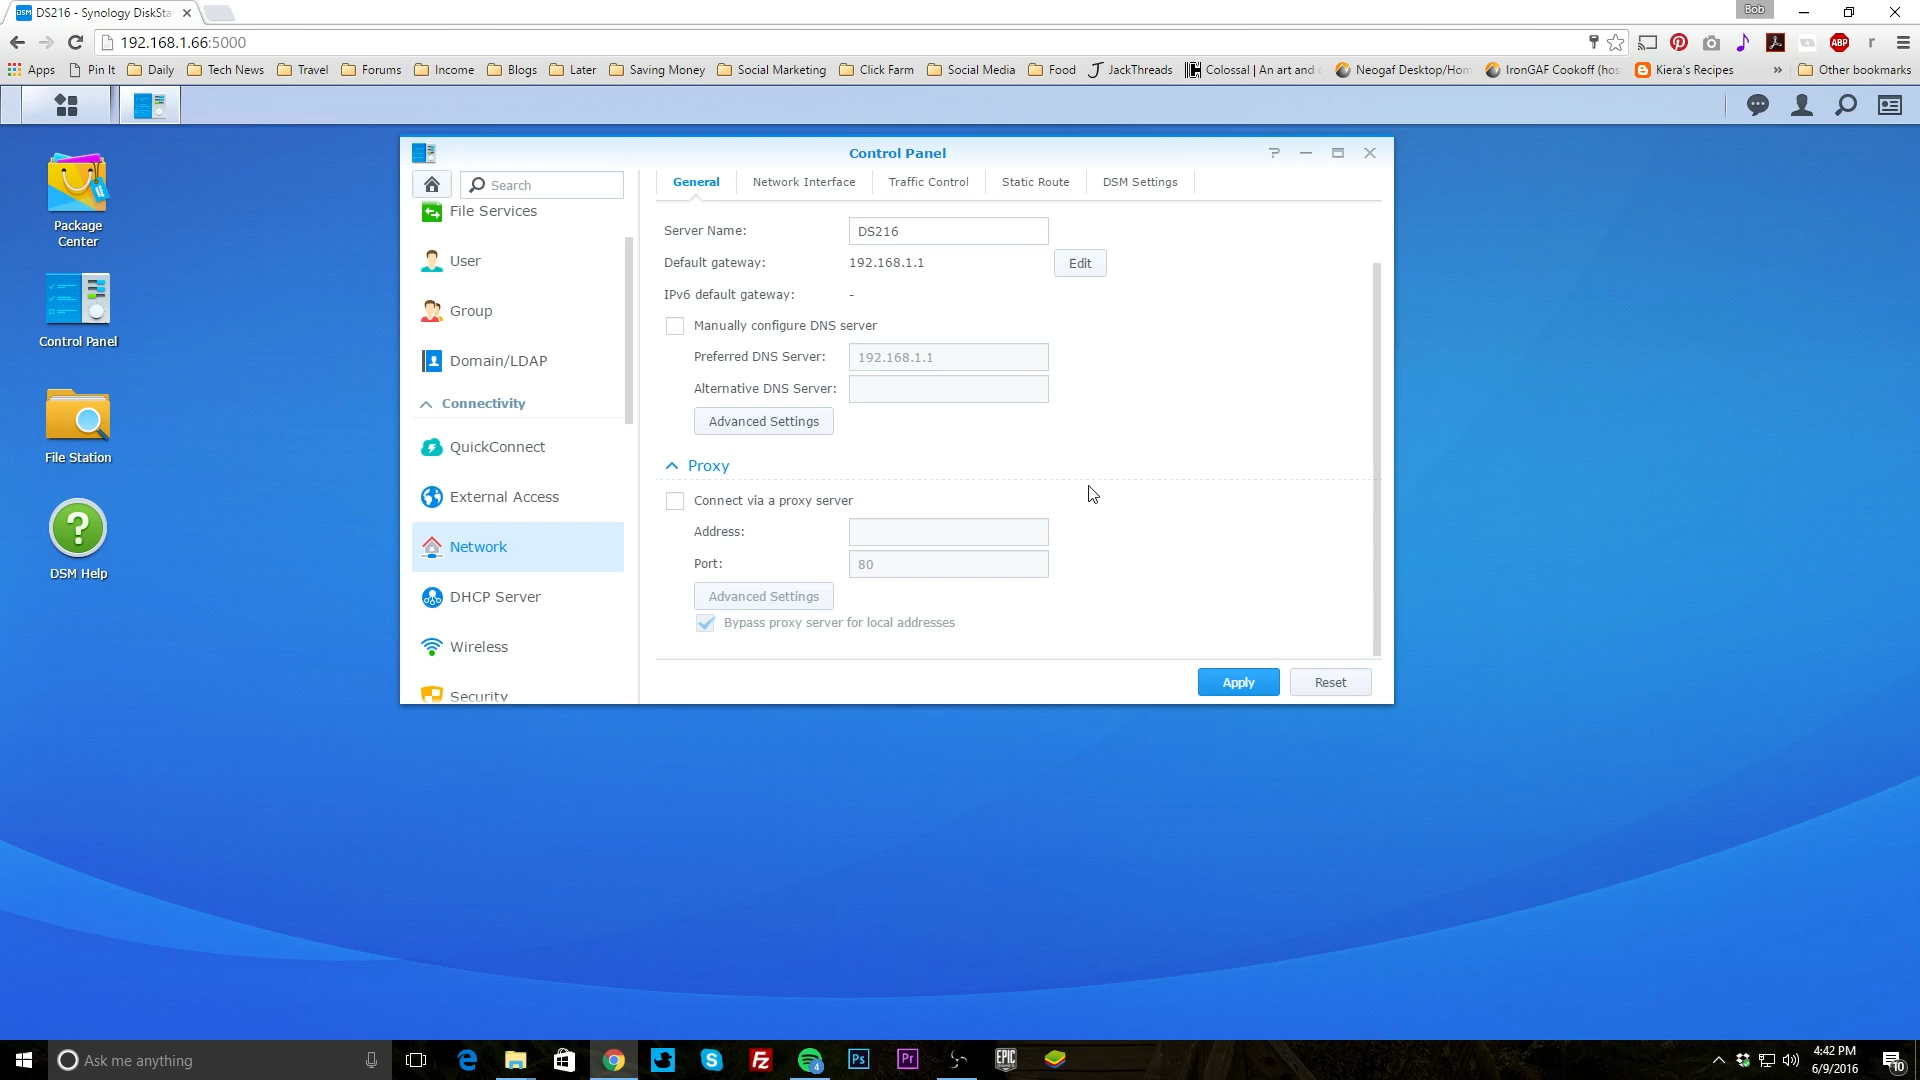 DS216 - Synology DiskSta
Bob
192.168.1.66:5000
Apps Pin It Daily Tech News Travel Forums Income Blogs Later Saving Money Social Marketing Click Farm Social Media Food JackThreads Colossal | An art and Neogaf Desktop/Hom IronGAF Cookoff (hos Kiera's Recipes » Other bookmarks
Package
Center
Control Panel
File Station
DSM Help
Control Panel
Search
File Services
User
Group
Domain/LDAP
Connectivity
QuickConnect
External Access
Network
DHCP Server
Wireless
Security
General Network Interface Traffic Control Static Route DSM Settings
Server Name: DS216
Default gateway: 192.168.1.1 Edit
IPv6 default gateway: -
Manually configure DNS server
Preferred DNS Server: 192.168.1.1
Alternative DNS Server:
Advanced Settings
Proxy
Connect via a proxy server
Address:
Port: 80
Advanced Settings
Bypass proxy server for local addresses
Apply Reset
Ask me anything
4:42 PM
6/9/2016